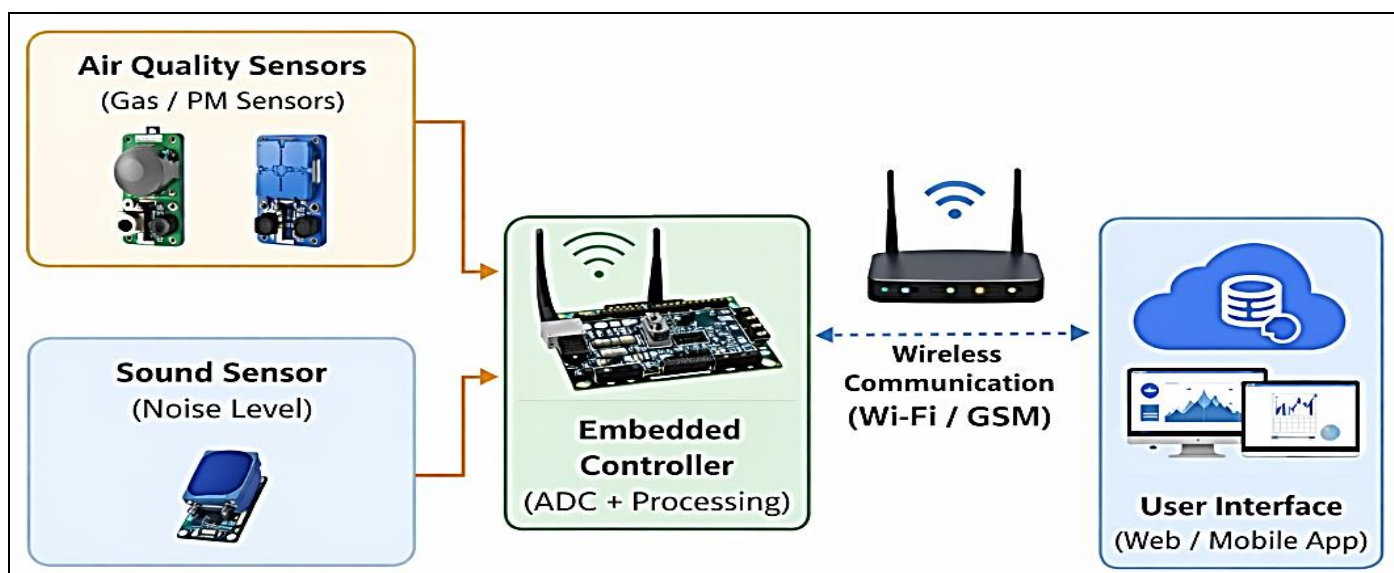 Air Quality Sensors
(Gas / PM Sensors)
Sound Sensor
(Noise Level)
Embedded
Controller
(ADC + Processing)
Wireless
Communication
(Wi-Fi / GSM)
User Interface
(Web / Mobile App)